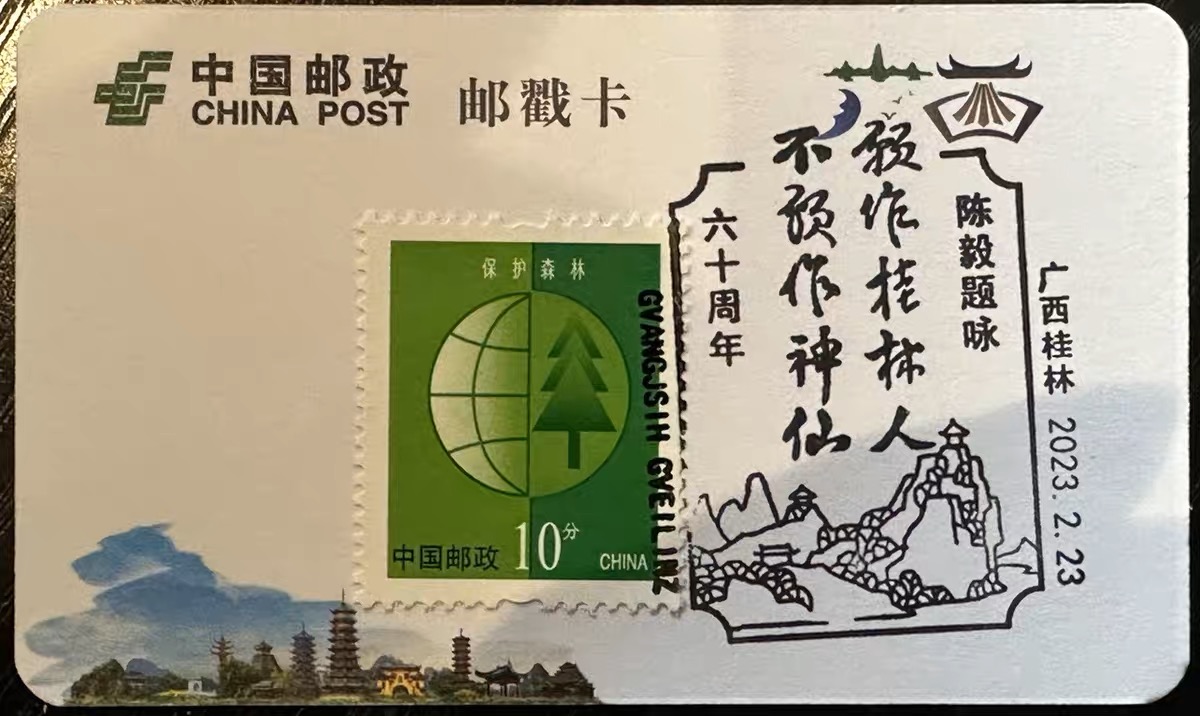 中国邮政
CHINA POST
邮戳卡
保护森林
中国邮政 10分 CHINA
GVANGJSIH GVEILINZ
六十周年
愿作桂林人
不愿作神仙
陈毅题咏
广西桂林 2023.2.23